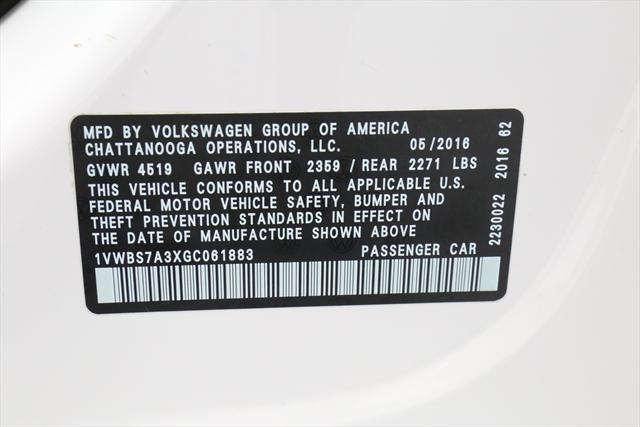 MFD BY VOLKSWAGEN GROUP OF AMERICA
CHATTANOOGA OPERATIONS, LLC. 05/2016
GVWR 4519 GAWR FRONT 2359 / REAR 2271 LBS
THIS VEHICLE CONFORMS TO ALL APPLICABLE U.S.
FEDERAL MOTOR VEHICLE SAFETY, BUMPER AND
THEFT PREVENTION STANDARDS IN EFFECT ON
THE DATE OF MANUFACTURE SHOWN ABOVE
1VWBS7A3XGC061883 PASSENGER CAR
2230022 2016 62